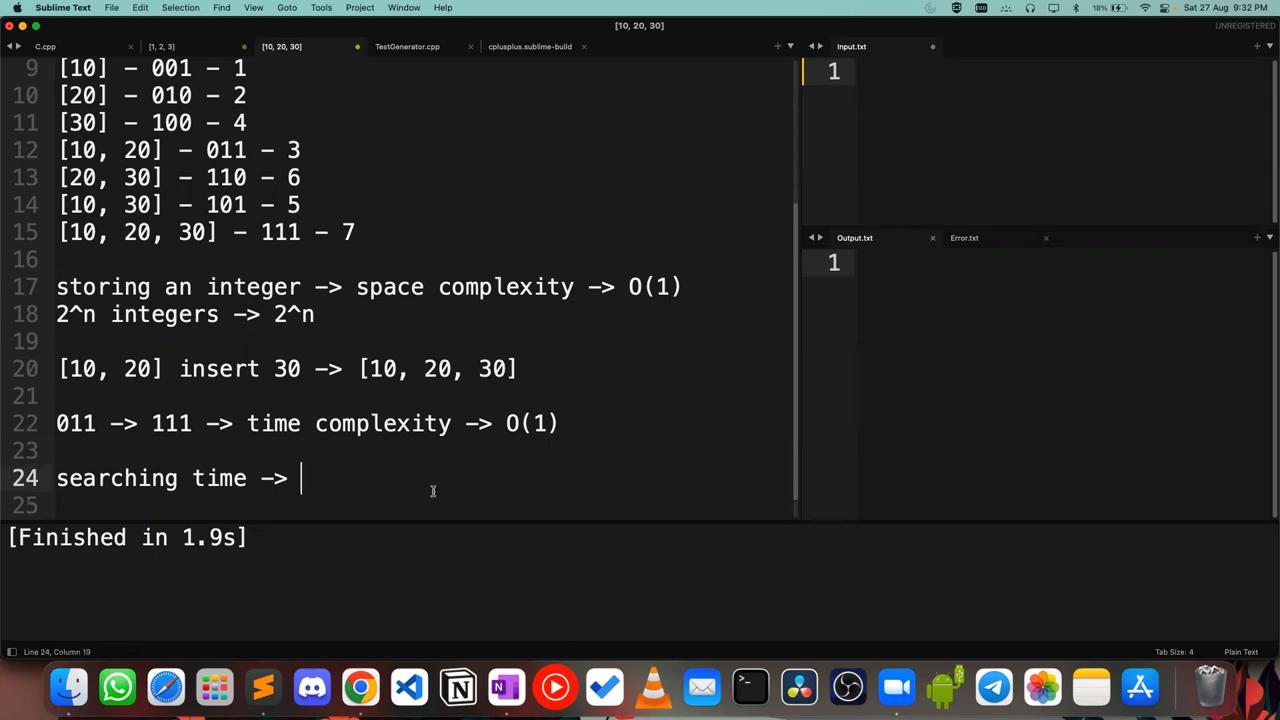 Sublime Text File Edit Selection Find View Goto Tools Project Window Help 18% Sat 27 Aug 9:32 PM
[10, 20, 30] UNREGISTERED
C.cpp [1, 2, 3] [10, 20, 30] TestGenerator.cpp cplusplus.sublime-build Input.txt
9 [10] - 001 - 1
10 [20] - 010 - 2
11 [30] - 100 - 4
12 [10, 20] - 011 - 3
13 [20, 30] - 110 - 6
14 [10, 30] - 101 - 5
15 [10, 20, 30] - 111 - 7
16
17 storing an integer -> space complexity -> O(1)
18 2^n integers -> 2^n
19
20 [10, 20] insert 30 -> [10, 20, 30]
21
22 011 -> 111 -> time complexity -> O(1)
23
24 searching time ->
25
1
Output.txt Error.txt
1
[Finished in 1.9s]
Line 24, Column 19 Tab Size: 4 Plain Text